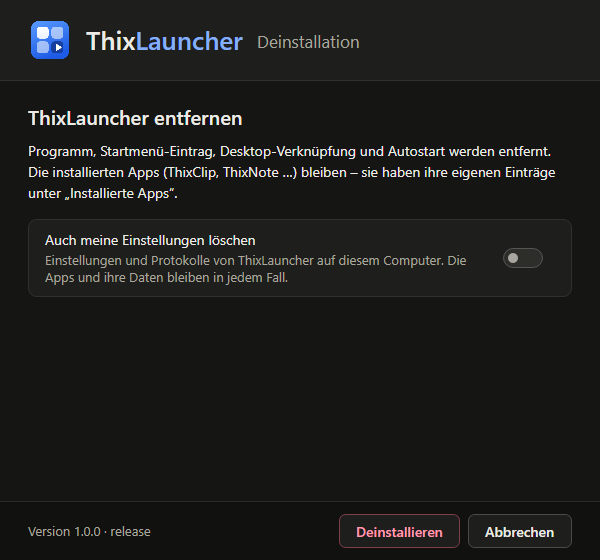 ThixLauncher Deinstallation
ThixLauncher entfernen
Programm, Startmenü-Eintrag, Desktop-Verknüpfung und Autostart werden entfernt.
Die installierten Apps (ThixClip, ThixNote ...) bleiben – sie haben ihre eigenen Einträge
unter „Installierte Apps“.
Auch meine Einstellungen löschen
Einstellungen und Protokolle von ThixLauncher auf diesem Computer. Die
Apps und ihre Daten bleiben in jedem Fall.
Version 1.0.0 · release
Deinstallieren
Abbrechen